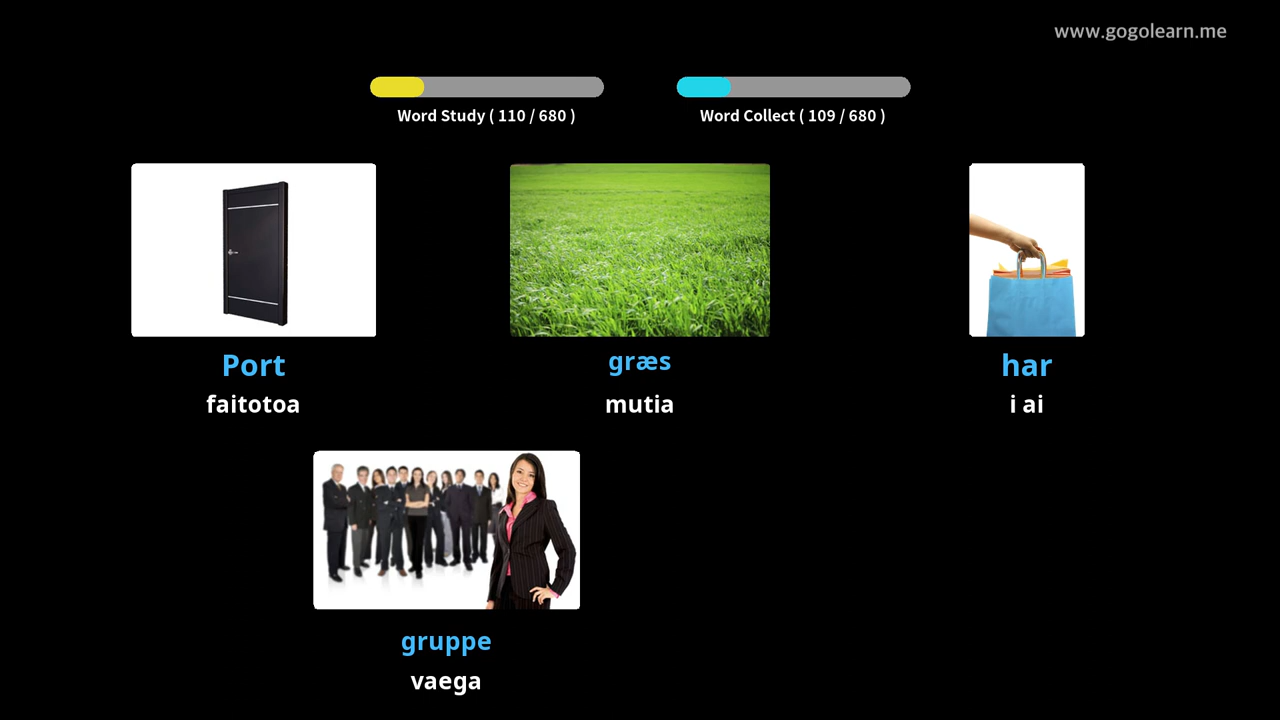 www.gogolearn.me
Word Study ( 110 / 680 )
Word Collect ( 109 / 680 )
Port
græs
har
faitotoa
mutia
i ai
gruppe
vaega